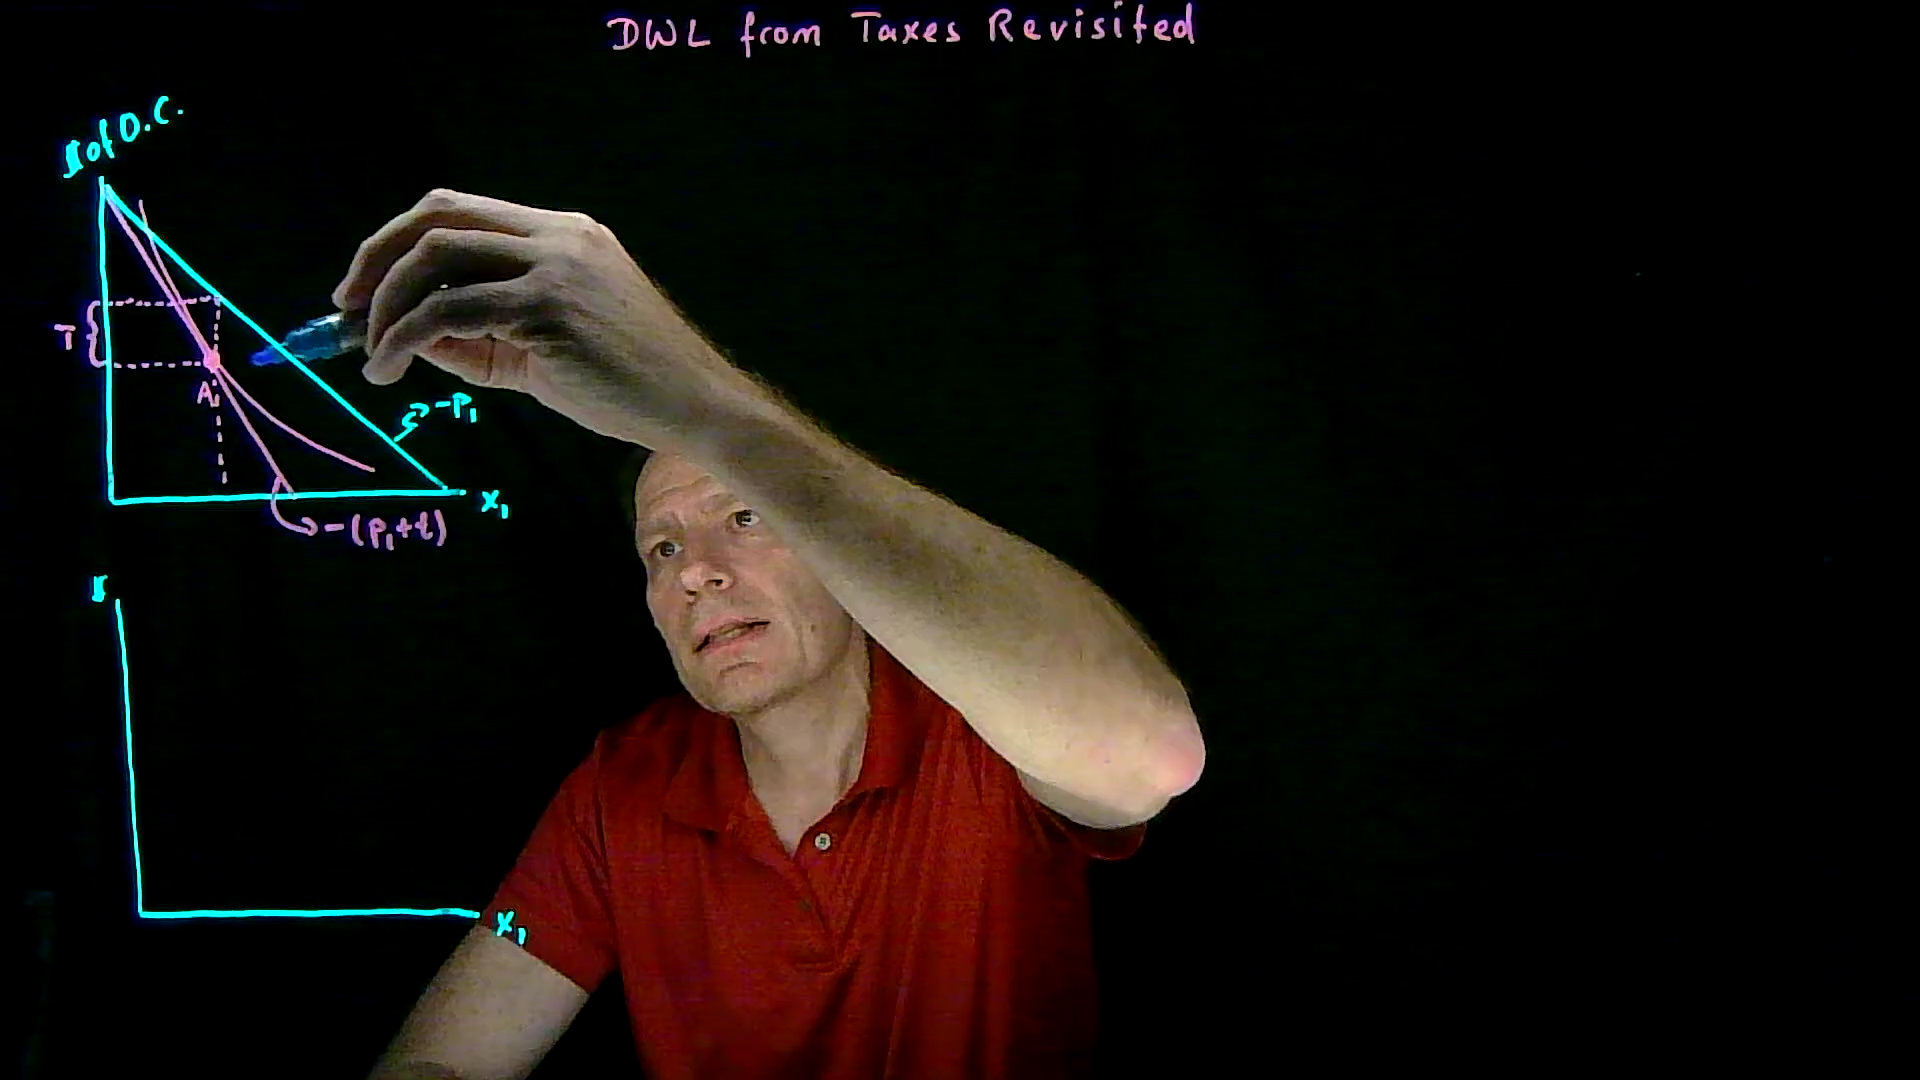 DWL from Taxes Revisited
$ of O.C.
T
A
-P₁
x₁
-(P₁+t)
$
x₁